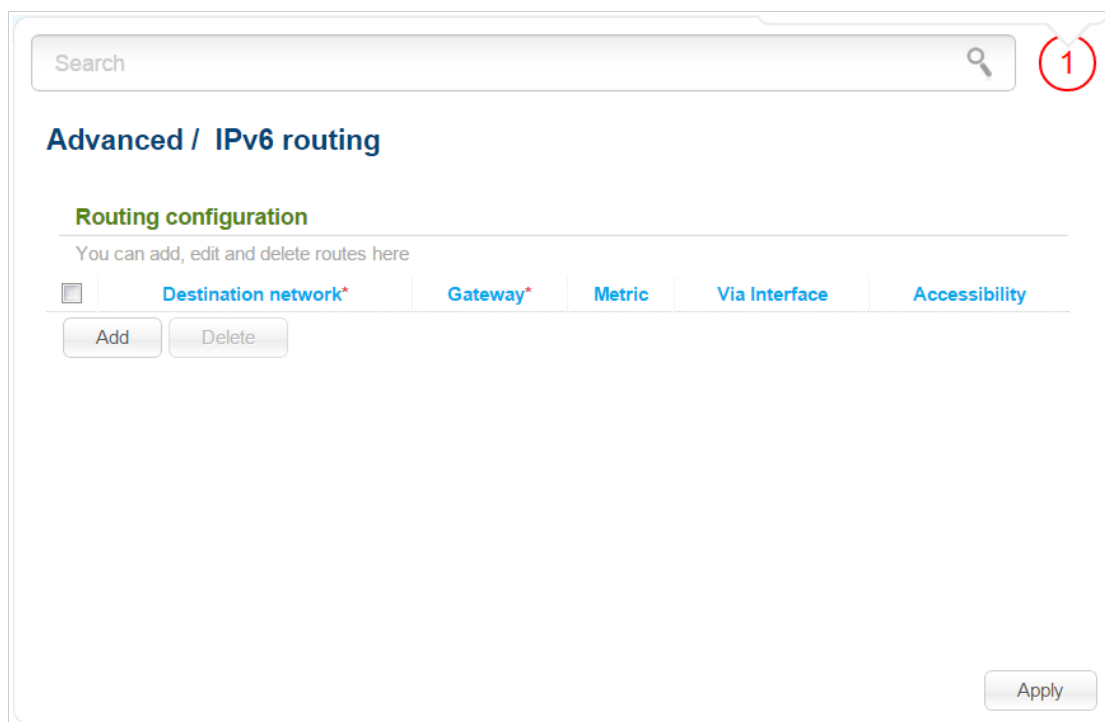 Search
1
Advanced / IPv6 routing
Routing configuration
You can add, edit and delete routes here
Destination network* Gateway* Metric Via Interface Accessibility
Add Delete
Apply